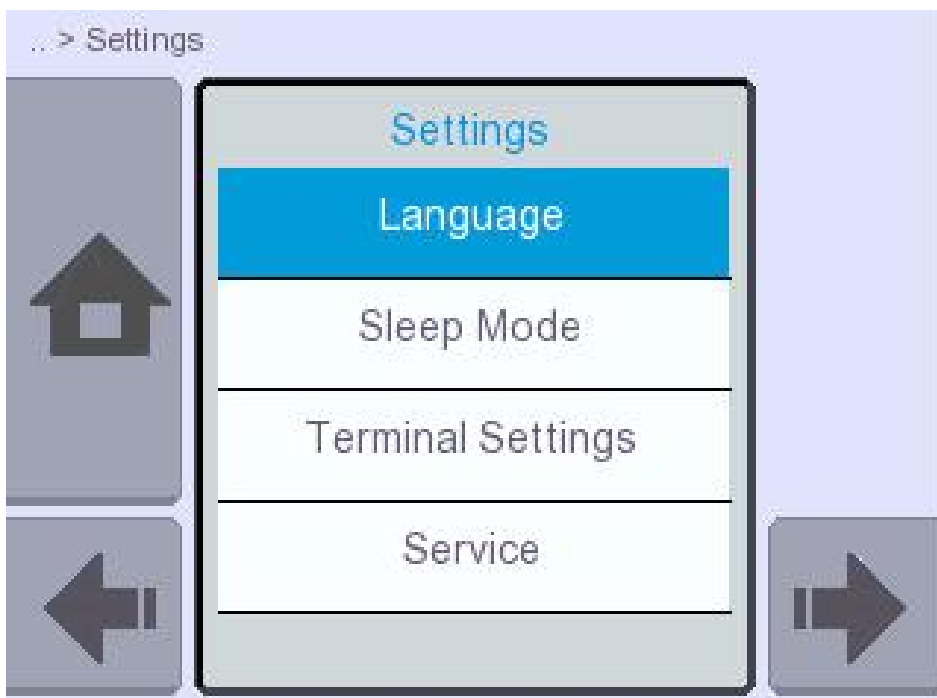 .. > Settings
Settings
Language
Sleep Mode
Terminal Settings
Service